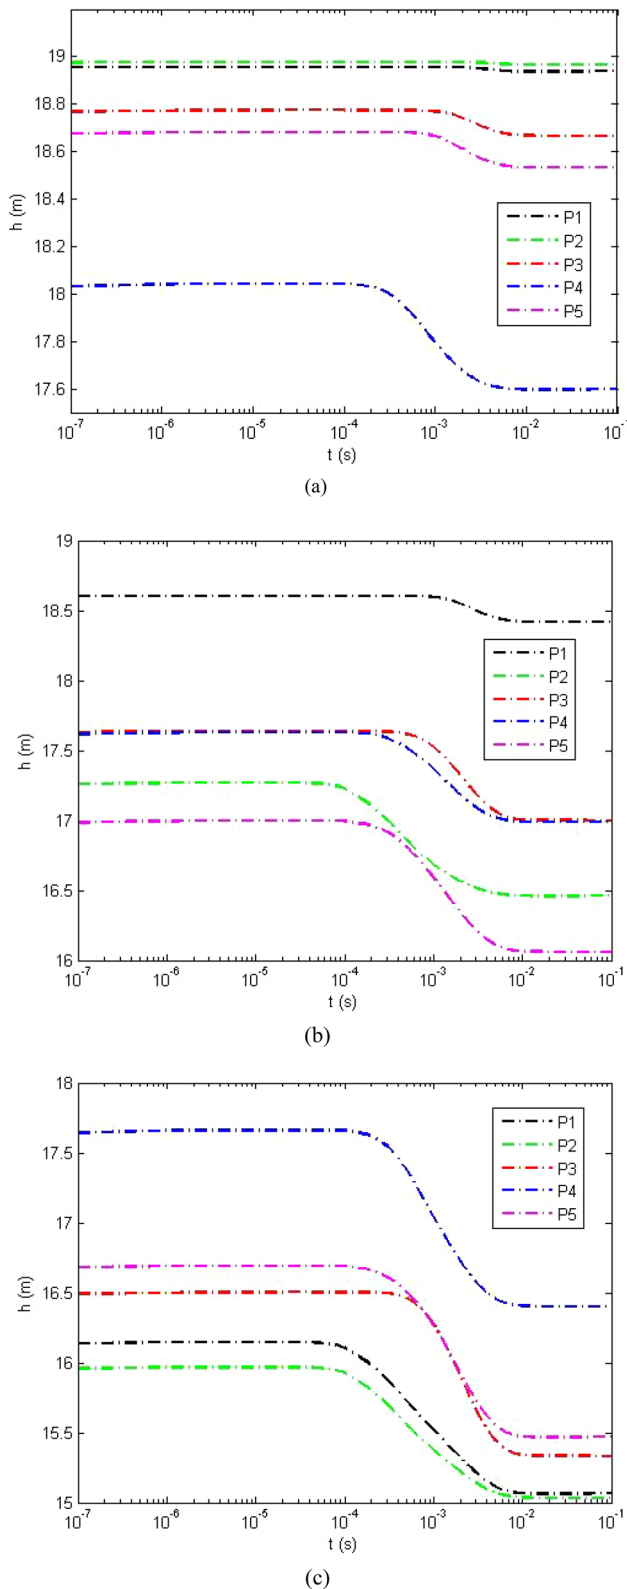 19
18.8
18.6
18.4
18.2
18
17.8
17.6
h (m)
P1
P2
P3
P4
P5
10-7 10-6 10-5 10-4 10-3 10-2 10-1
t (s)
(a)
19
18.5
18
17.5
17
16.5
16
h (m)
P1
P2
P3
P4
P5
10-7 10-6 10-5 10-4 10-3 10-2 10-1
t (s)
(b)
18
17.5
17
16.5
16
15.5
15
h (m)
P1
P2
P3
P4
P5
10-7 10-6 10-5 10-4 10-3 10-2 10-1
t (s)
(c)